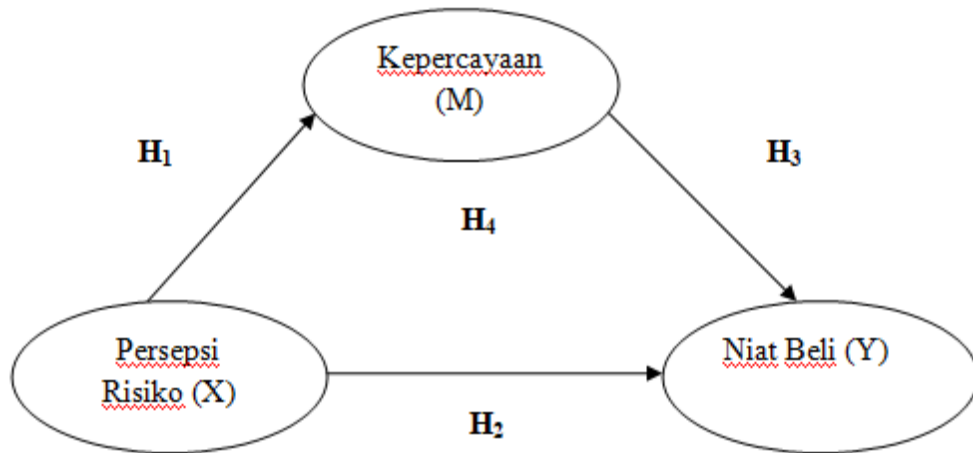 Kepercayaan
(M)
H₁
H₃
H₄
Persepsi
Risiko (X)
Niat Beli (Y)
H₂